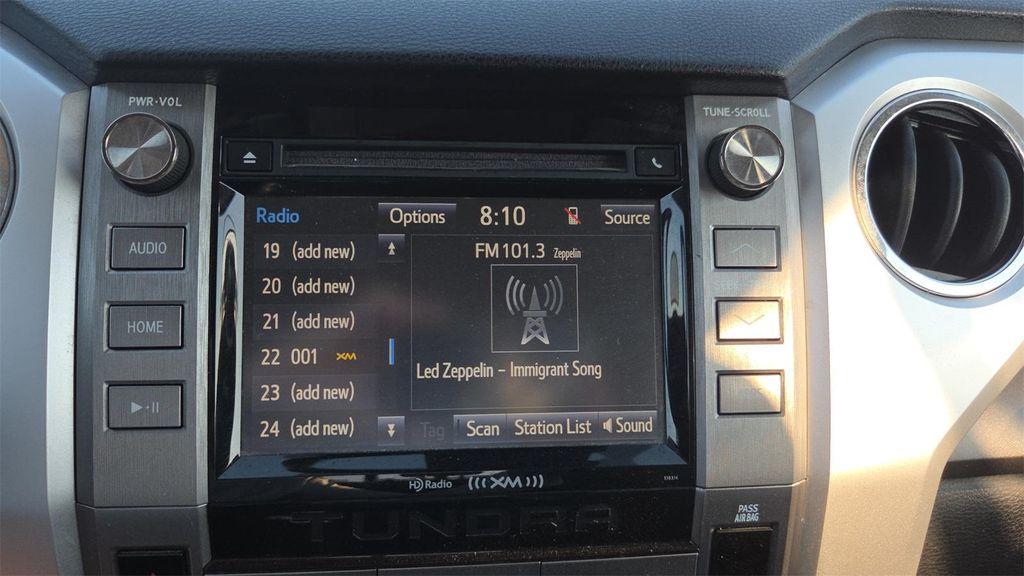 PWR·VOL
TUNE·SCROLL
AUDIO
HOME
Radio
Options
8:10
Source
19 (add new)
20 (add new)
21 (add new)
22 001 XM
23 (add new)
24 (add new)
FM 101.3 Zeppelin
Led Zeppelin – Immigrant Song
Tag
Scan
Station List
Sound
HD Radio
(((XM)))
TUNDRA
PASS
AIR BAG